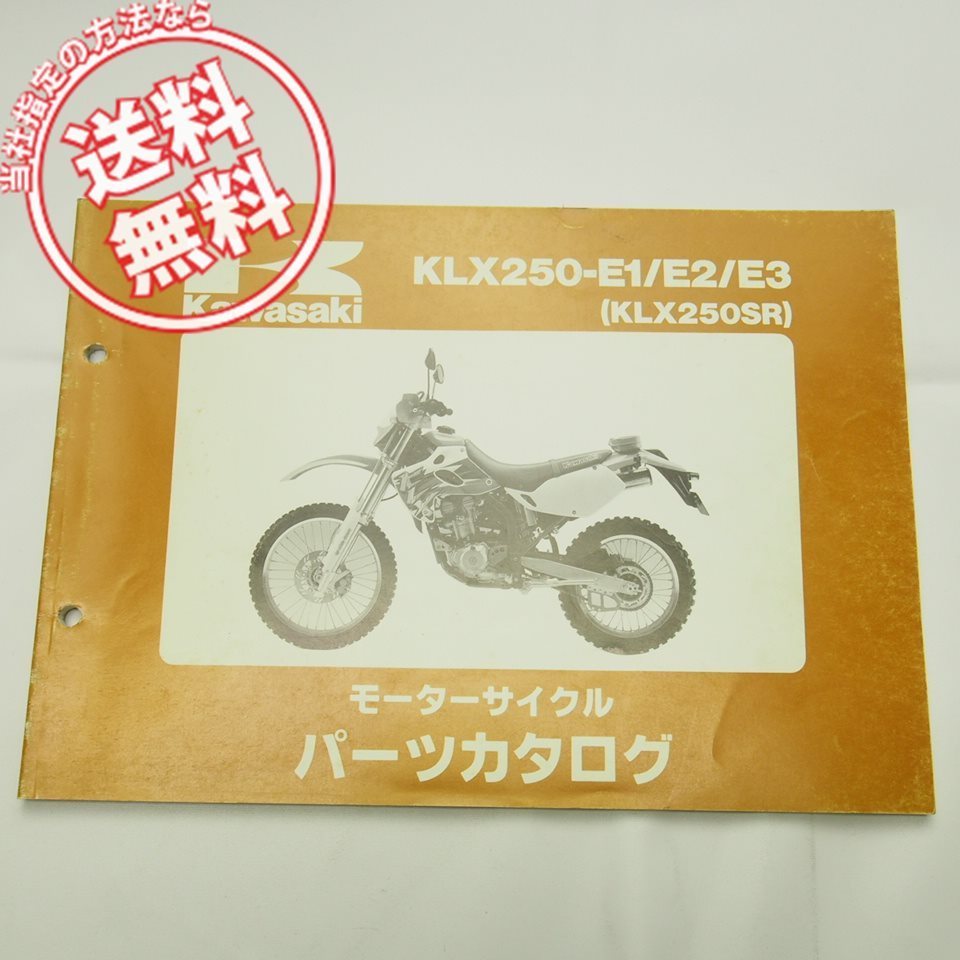 当社指定の方法なら
送料
無料
Kawasaki
KLX250-E1/E2/E3
(KLX250SR)
モーターサイクル
パーツカタログ